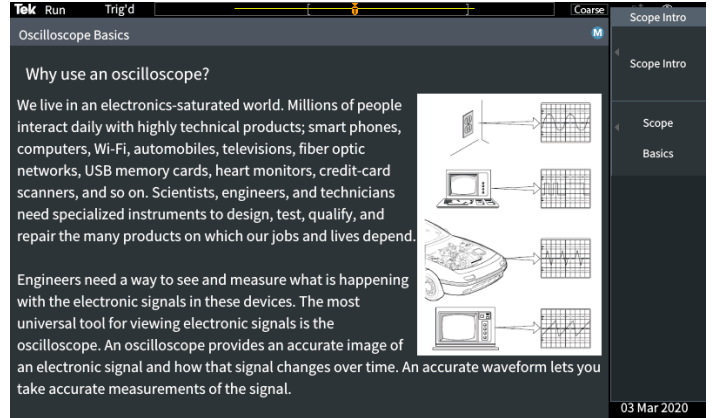 Tek Run Trig'd Coarse
Scope Intro
Oscilloscope Basics M
Why use an oscilloscope?
We live in an electronics-saturated world. Millions of people
interact daily with highly technical products; smart phones,
computers, Wi-Fi, automobiles, televisions, fiber optic
networks, USB memory cards, heart monitors, credit-card
scanners, and so on. Scientists, engineers, and technicians
need specialized instruments to design, test, qualify, and
repair the many products on which our jobs and lives depend.
Engineers need a way to see and measure what is happening
with the electronic signals in these devices. The most
universal tool for viewing electronic signals is the
oscilloscope. An oscilloscope provides an accurate image of
an electronic signal and how that signal changes over time. An accurate waveform lets you
take accurate measurements of the signal.
Scope Intro
Scope
Basics
03 Mar 2020